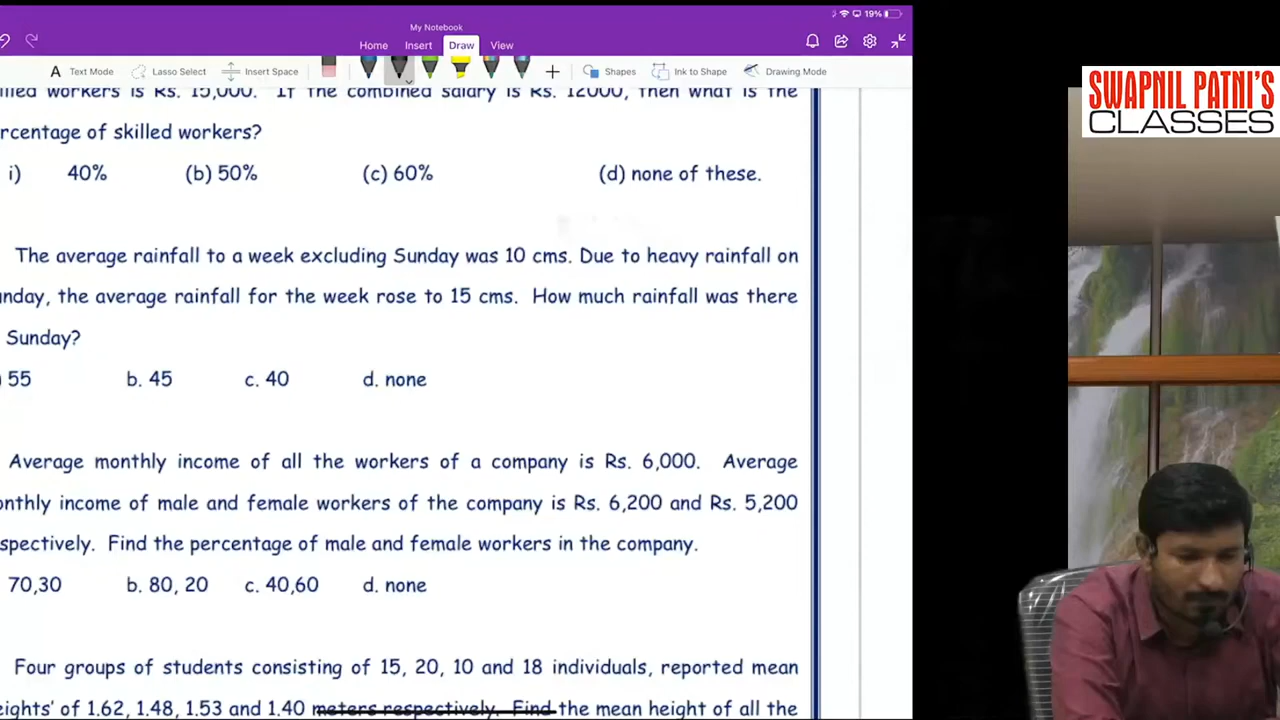 19%
My Notebook
Home Insert Draw View
Text Mode Lasso Select Insert Space Shapes Ink to Shape Drawing Mode
illed workers is Rs. 15,000. If the combined salary is Rs. 12000, then what is the
rcentage of skilled workers?
i) 40% (b) 50% (c) 60% (d) none of these.
The average rainfall to a week excluding Sunday was 10 cms. Due to heavy rainfall on
nday, the average rainfall for the week rose to 15 cms. How much rainfall was there
Sunday?
) 55 b. 45 c. 40 d. none
Average monthly income of all the workers of a company is Rs. 6,000. Average
onthly income of male and female workers of the company is Rs. 6,200 and Rs. 5,200
spectively. Find the percentage of male and female workers in the company.
70,30 b. 80, 20 c. 40,60 d. none
Four groups of students consisting of 15, 20, 10 and 18 individuals, reported mean
eights' of 1.62, 1.48, 1.53 and 1.40 meters respectively. Find the mean height of all the
SWAPNIL PATNI'S
CLASSES